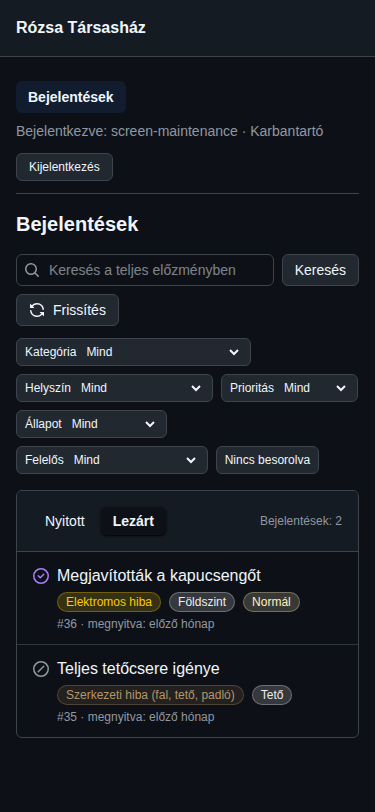 Rózsa Társasház
Bejelentések
Bejelentkezve: screen-maintenance · Karbantartó
Kijelentkezés
Bejelentések
Keresés a teljes előzményben
Keresés
Frissítés
Kategória Mind
Helyszín Mind
Prioritás Mind
Állapot Mind
Felelős Mind
Nincs besorolva
Nyitott
Lezárt
Bejelentések: 2
Megjavították a kapucsengőt
Elektromos hiba
Földszint
Normál
#36 · megnyitva: előző hónap
Teljes tetőcsere igénye
Szerkezeti hiba (fal, tető, padló)
Tető
#35 · megnyitva: előző hónap